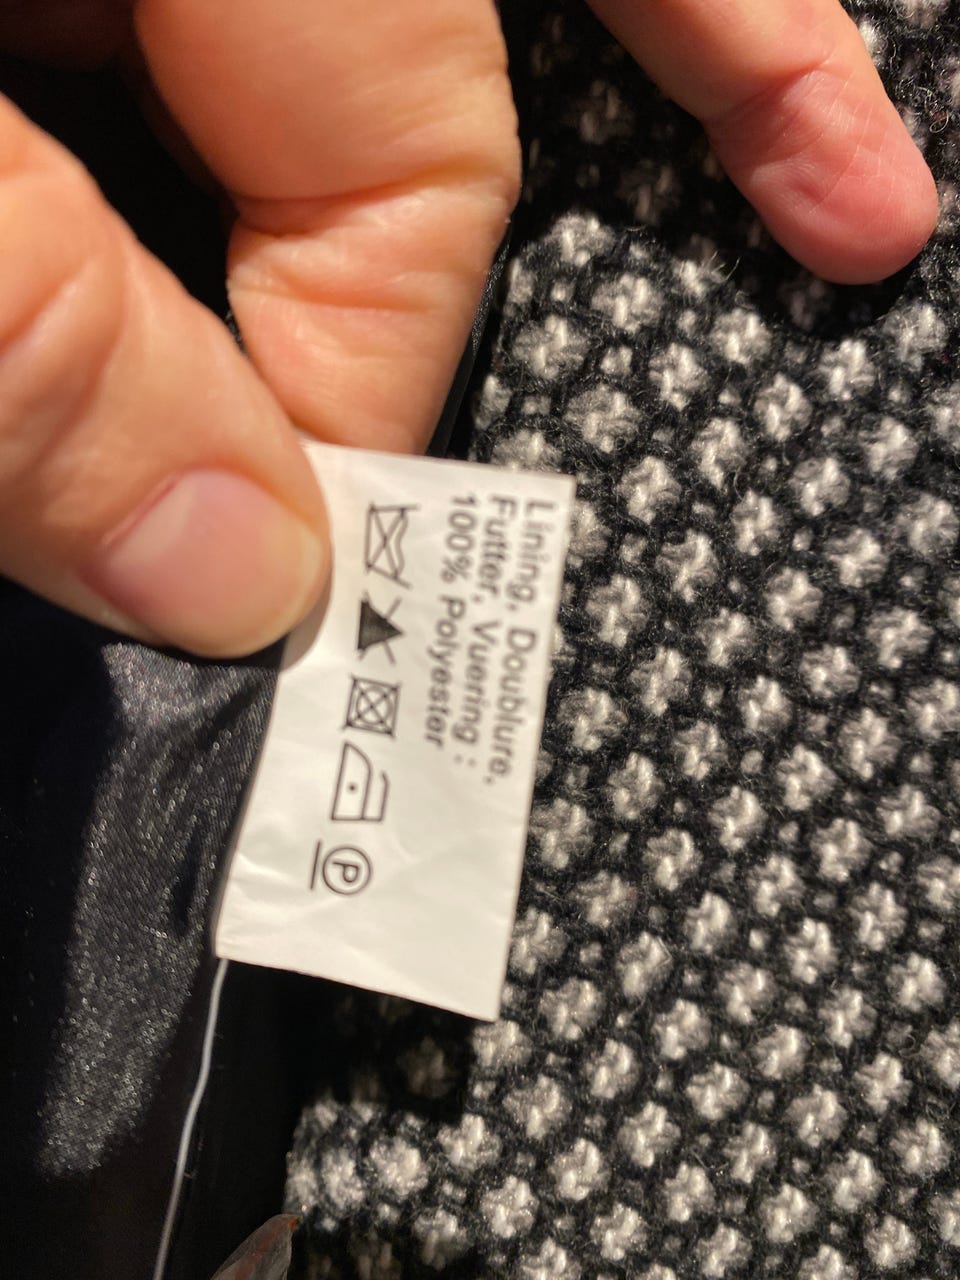 Lining, Doublure,
Futter, Vuering :
100% Polyester
P